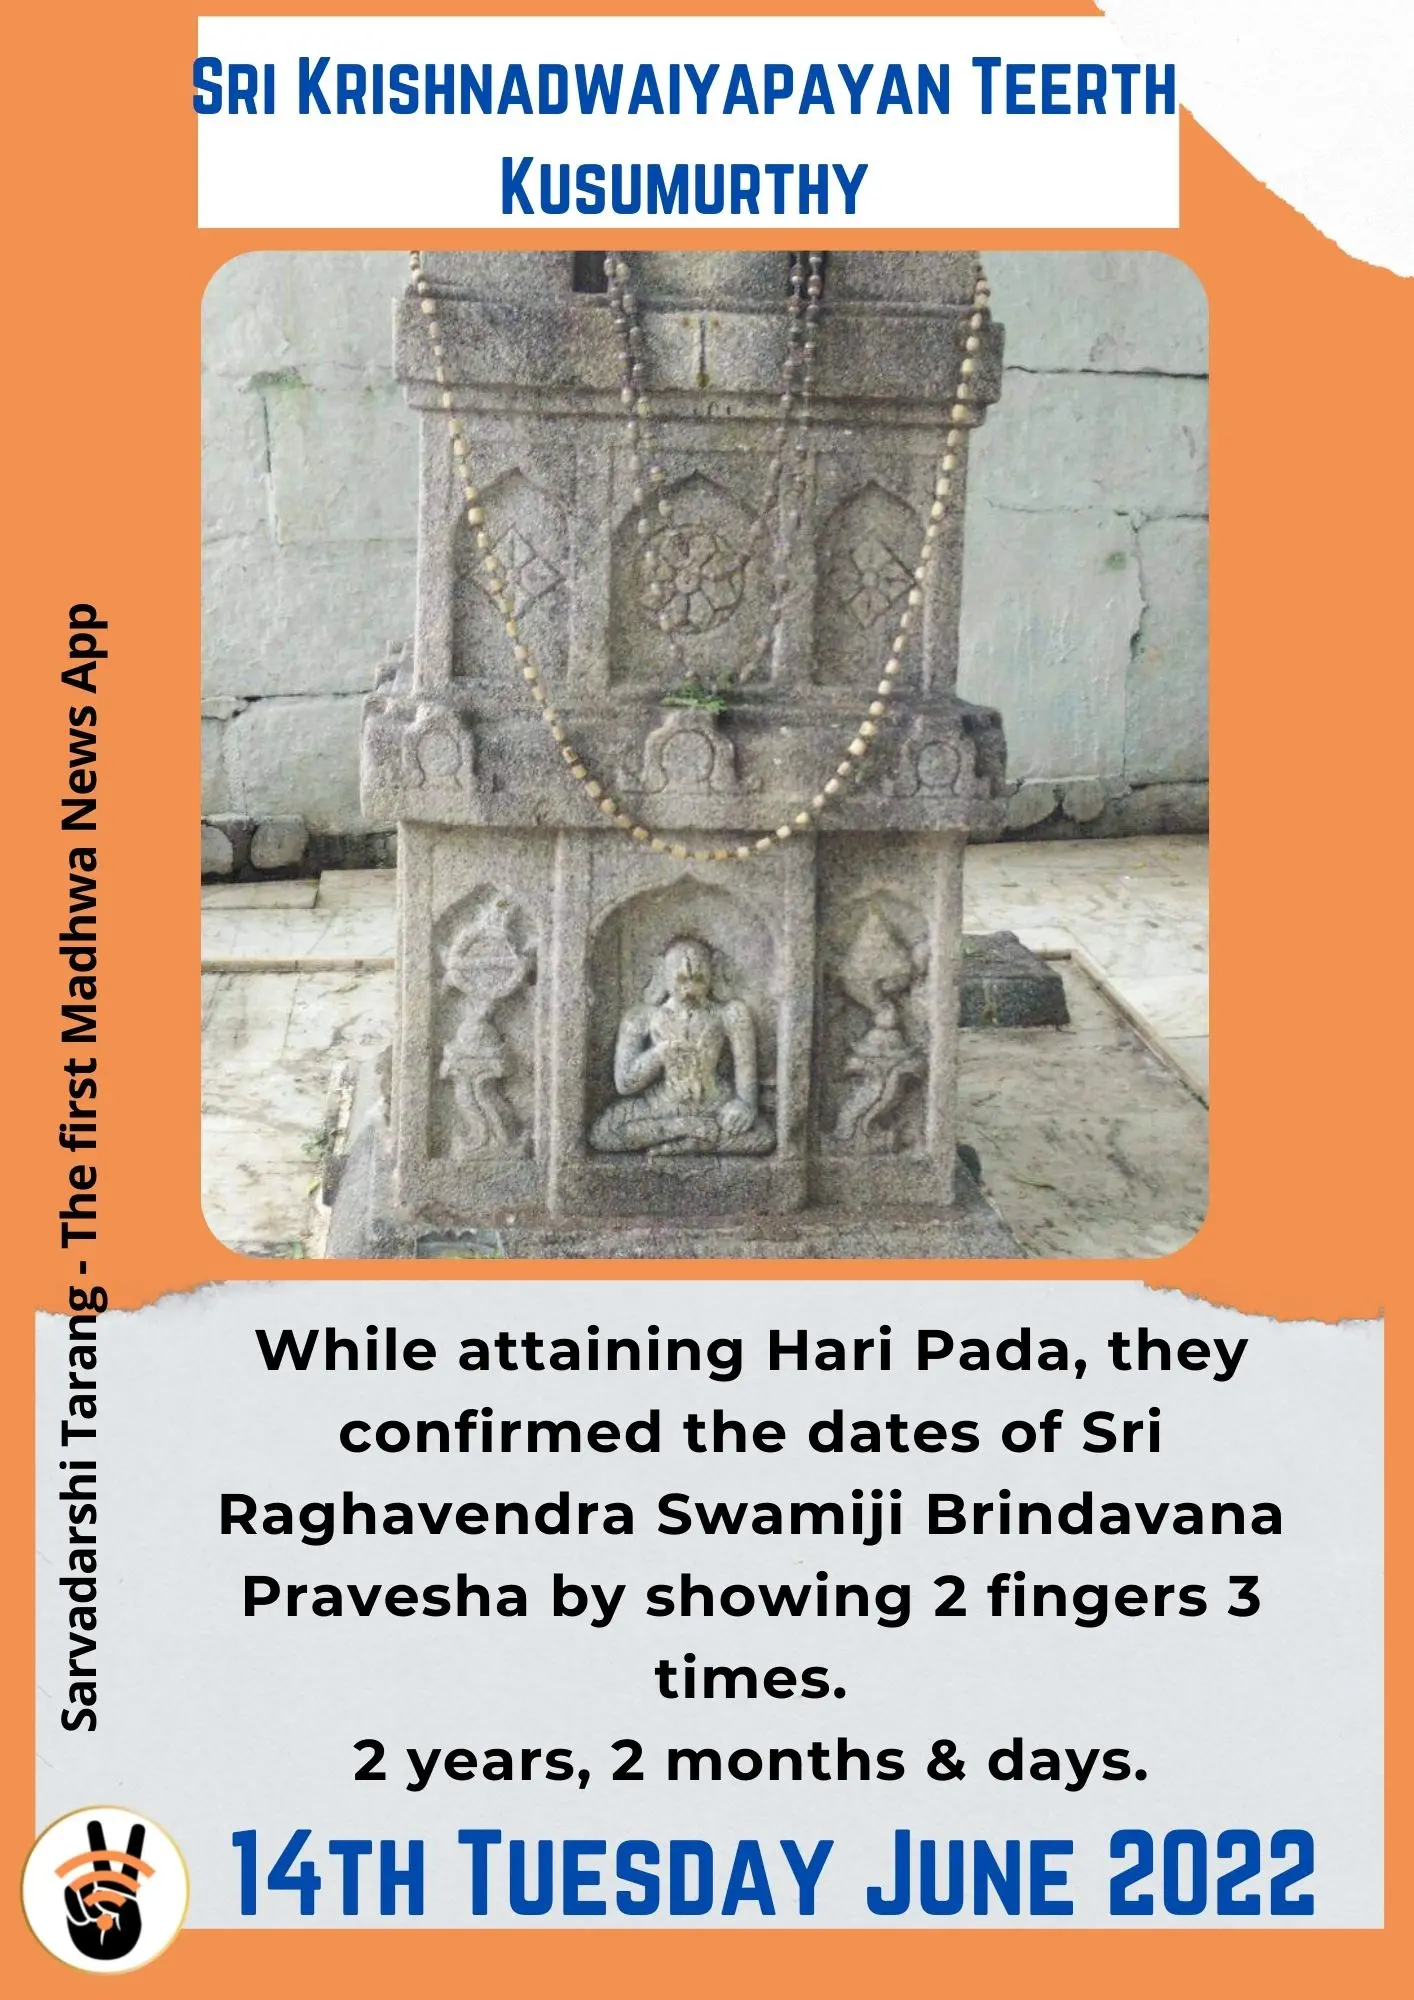 Sri Krishnadwaiyapayan Teerth
Kusumurthy
Sarvadarshi Tarang - The first Madhwa News App
While attaining Hari Pada, they
confirmed the dates of Sri
Raghavendra Swamiji Brindavana
Pravesha by showing 2 fingers 3
times.
2 years, 2 months & days.
14th Tuesday June 2022